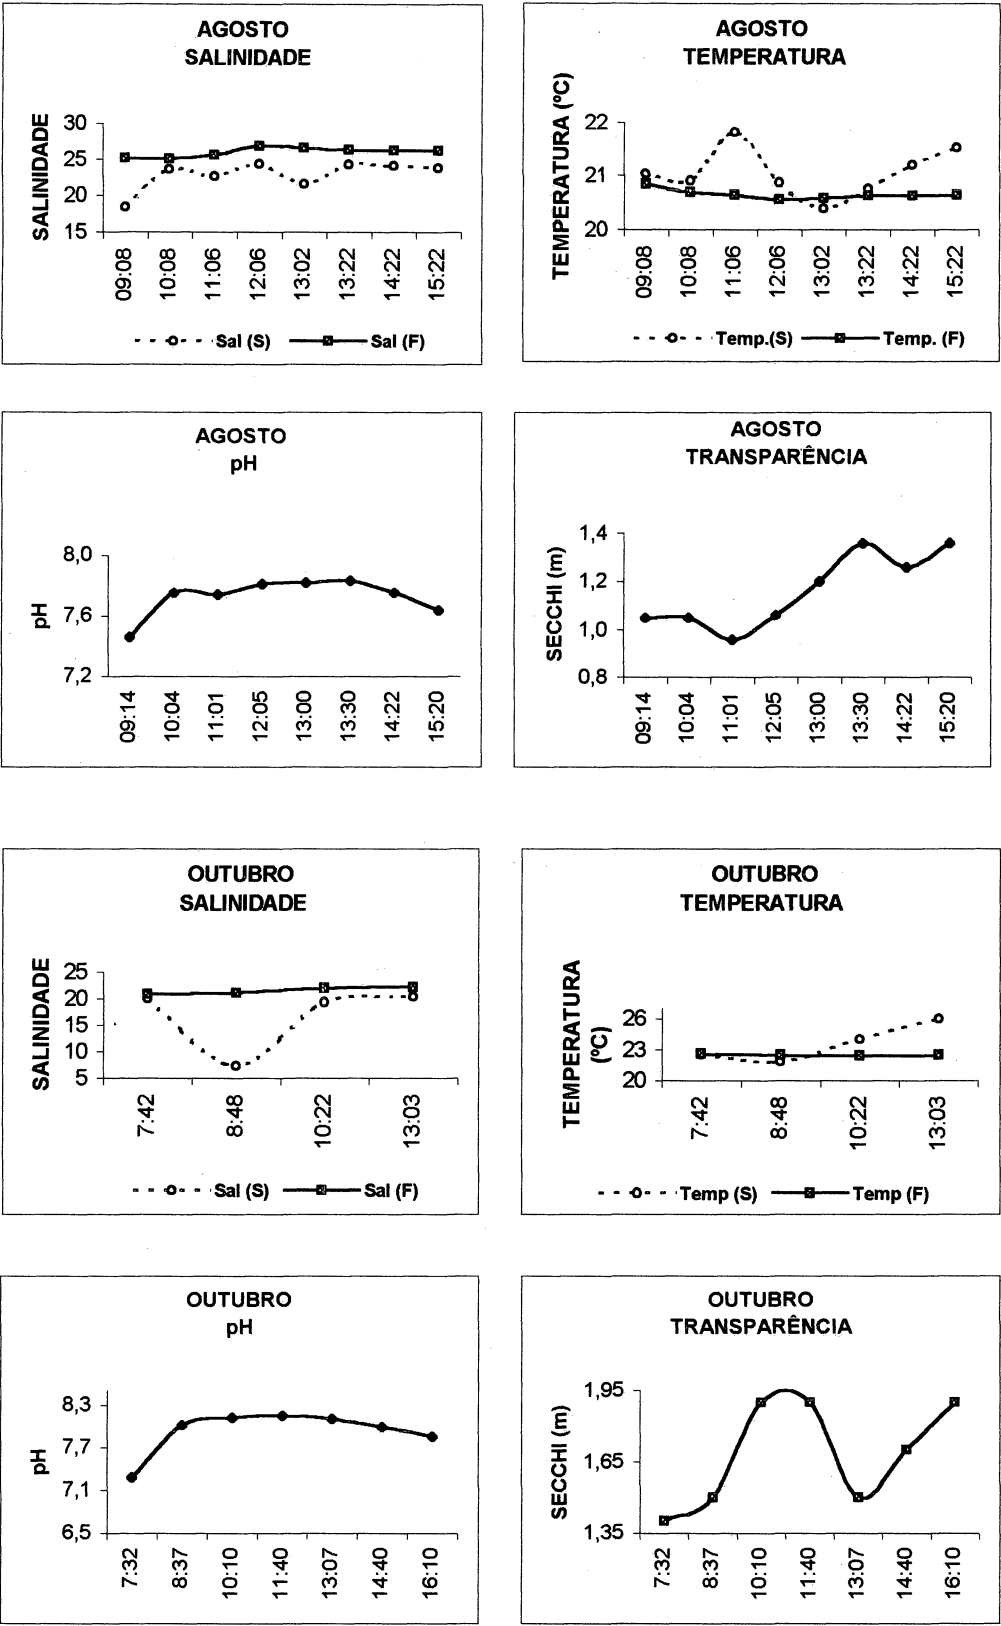 AGOSTO
SALINIDADE
SALINIDADE
30
25
20
15
09:08
10:08
11:06
12:06
13:02
13:22
14:22
15:22
Sal (S)
Sal (F)
AGOSTO
TEMPERATURA
TEMPERATURA (ºC)
22
21
20
09:08
10:08
11:06
12:06
13:02
13:22
14:22
15:22
Temp.(S)
Temp. (F)
AGOSTO
pH
pH
8,0
7,6
7,2
09:14
10:04
11:01
12:05
13:00
13:30
14:22
15:20
AGOSTO
TRANSPARÊNCIA
SECCHI (m)
1,4
1,2
1,0
0,8
09:14
10:04
11:01
12:05
13:00
13:30
14:22
15:20
OUTUBRO
SALINIDADE
SALINIDADE
25
20
15
10
5
7:42
8:48
10:22
13:03
Sal (S)
Sal (F)
OUTUBRO
TEMPERATURA
TEMPERATURA
(ºC)
26
23
20
7:42
8:48
10:22
13:03
Temp (S)
Temp (F)
OUTUBRO
pH
pH
8,3
7,7
7,1
6,5
7:32
8:37
10:10
11:40
13:07
14:40
16:10
OUTUBRO
TRANSPARÊNCIA
SECCHI (m)
1,95
1,65
1,35
7:32
8:37
10:10
11:40
13:07
14:40
16:10